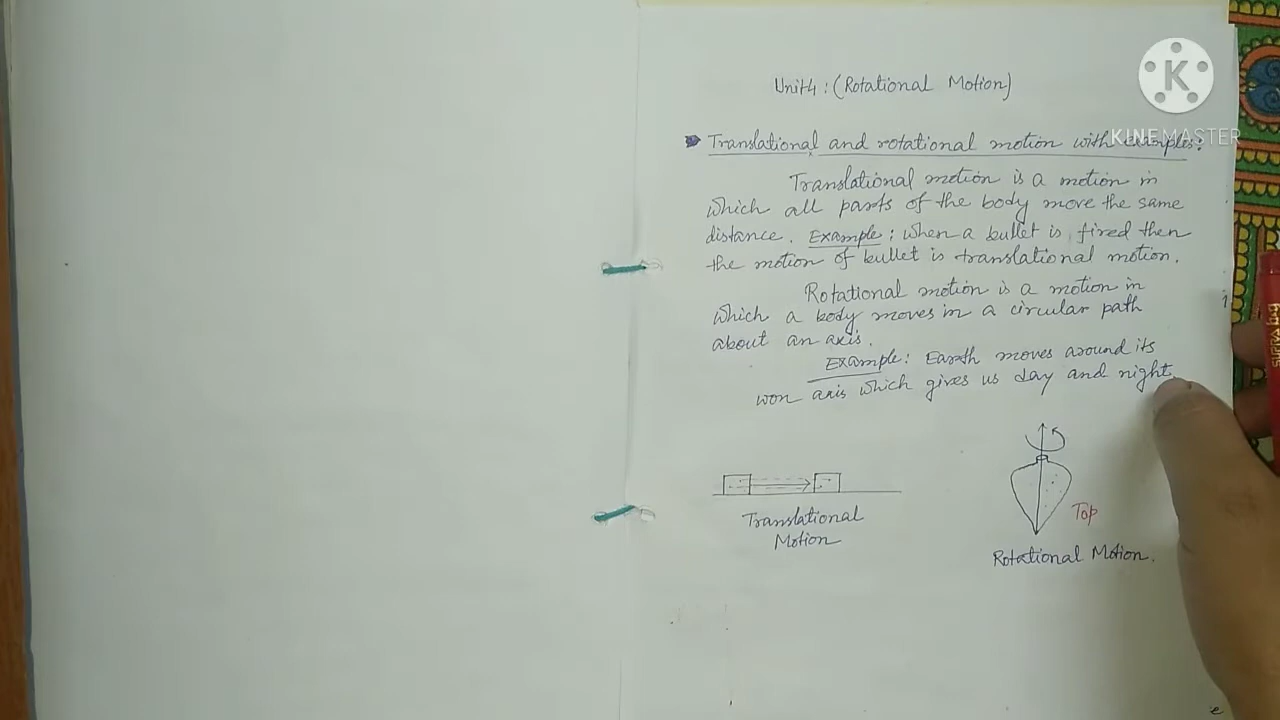 Unit4 : (Rotational Motion)
K
KINEMASTER
Translational and rotational motion with examples:
Translational motion is a motion in
which all parts of the body move the same
distance. Example : When a bullet is fired then
the motion of bullet is translational motion.
Rotational motion is a motion in
which a body moves in a circular path
about an axis.
Example: Earth moves around its
won axis which gives us day and night.
Top
Translational
Motion
Rotational Motion.